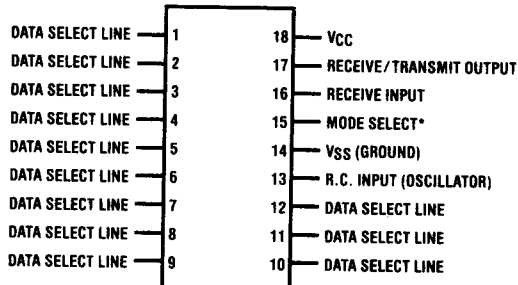 DATA SELECT LINE 1
DATA SELECT LINE 2
DATA SELECT LINE 3
DATA SELECT LINE 4
DATA SELECT LINE 5
DATA SELECT LINE 6
DATA SELECT LINE 7
DATA SELECT LINE 8
DATA SELECT LINE 9
18 VCC
17 RECEIVE/TRANSMIT OUTPUT
16 RECEIVE INPUT
15 MODE SELECT*
14 VSS (GROUND)
13 R.C. INPUT (OSCILLATOR)
12 DATA SELECT LINE
11 DATA SELECT LINE
10 DATA SELECT LINE